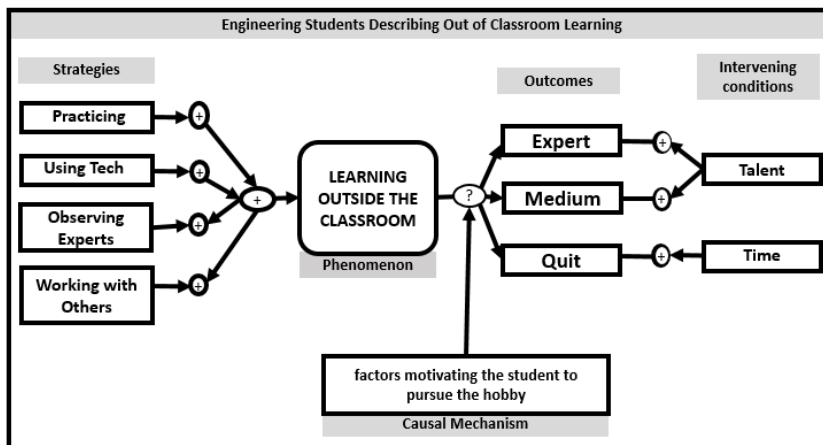 Engineering Students Describing Out of Classroom Learning
Strategies
Practicing
+
Using Tech
+
Observing
Experts
+
Working with
Others
+
+
LEARNING
OUTSIDE THE
CLASSROOM
Phenomenon
?
Outcomes
Expert
+
Medium
+
Quit
+
Intervening
conditions
Talent
Time
factors motivating the student to
pursue the hobby
Causal Mechanism